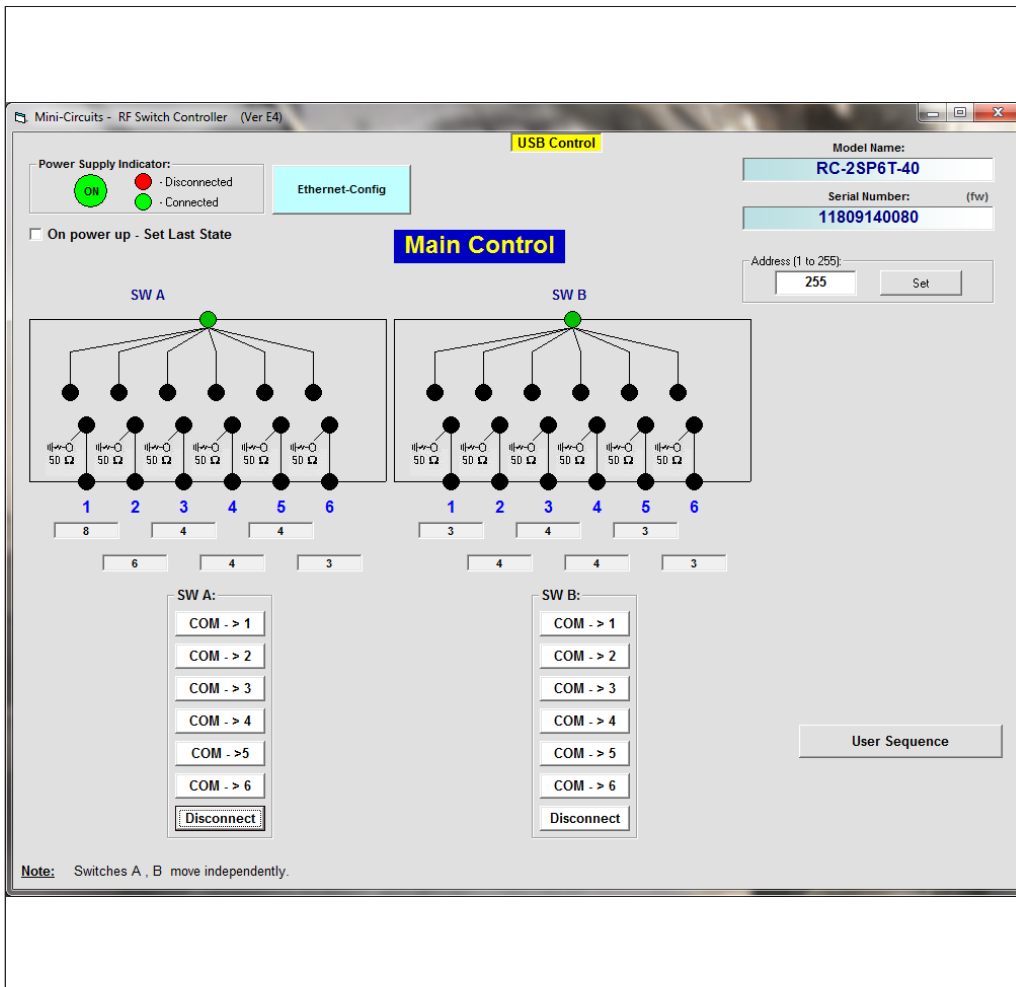 Mini-Circuits - RF Switch Controller (Ver E4)
USB Control
Power Supply Indicator:
ON
- Disconnected
- Connected
Ethernet-Config
Model Name:
RC-2SP6T-40
Serial Number: (fw)
11809140080
On power up - Set Last State
Main Control
Address (1 to 255):
255 Set
SW A SW B
50 Ω 50 Ω 50 Ω 50 Ω 50 Ω 50 Ω 50 Ω 50 Ω 50 Ω 50 Ω 50 Ω 50 Ω
1 2 3 4 5 6 1 2 3 4 5 6
8 4 4 3 4 3
6 4 3 4 4 3
SW A: SW B:
COM - > 1 COM - > 1
COM - > 2 COM - > 2
COM - > 3 COM - > 3
COM - > 4 COM - > 4
COM - >5 COM - > 5
COM - > 6 COM - > 6
Disconnect Disconnect
User Sequence
Note: Switches A , B move independently.